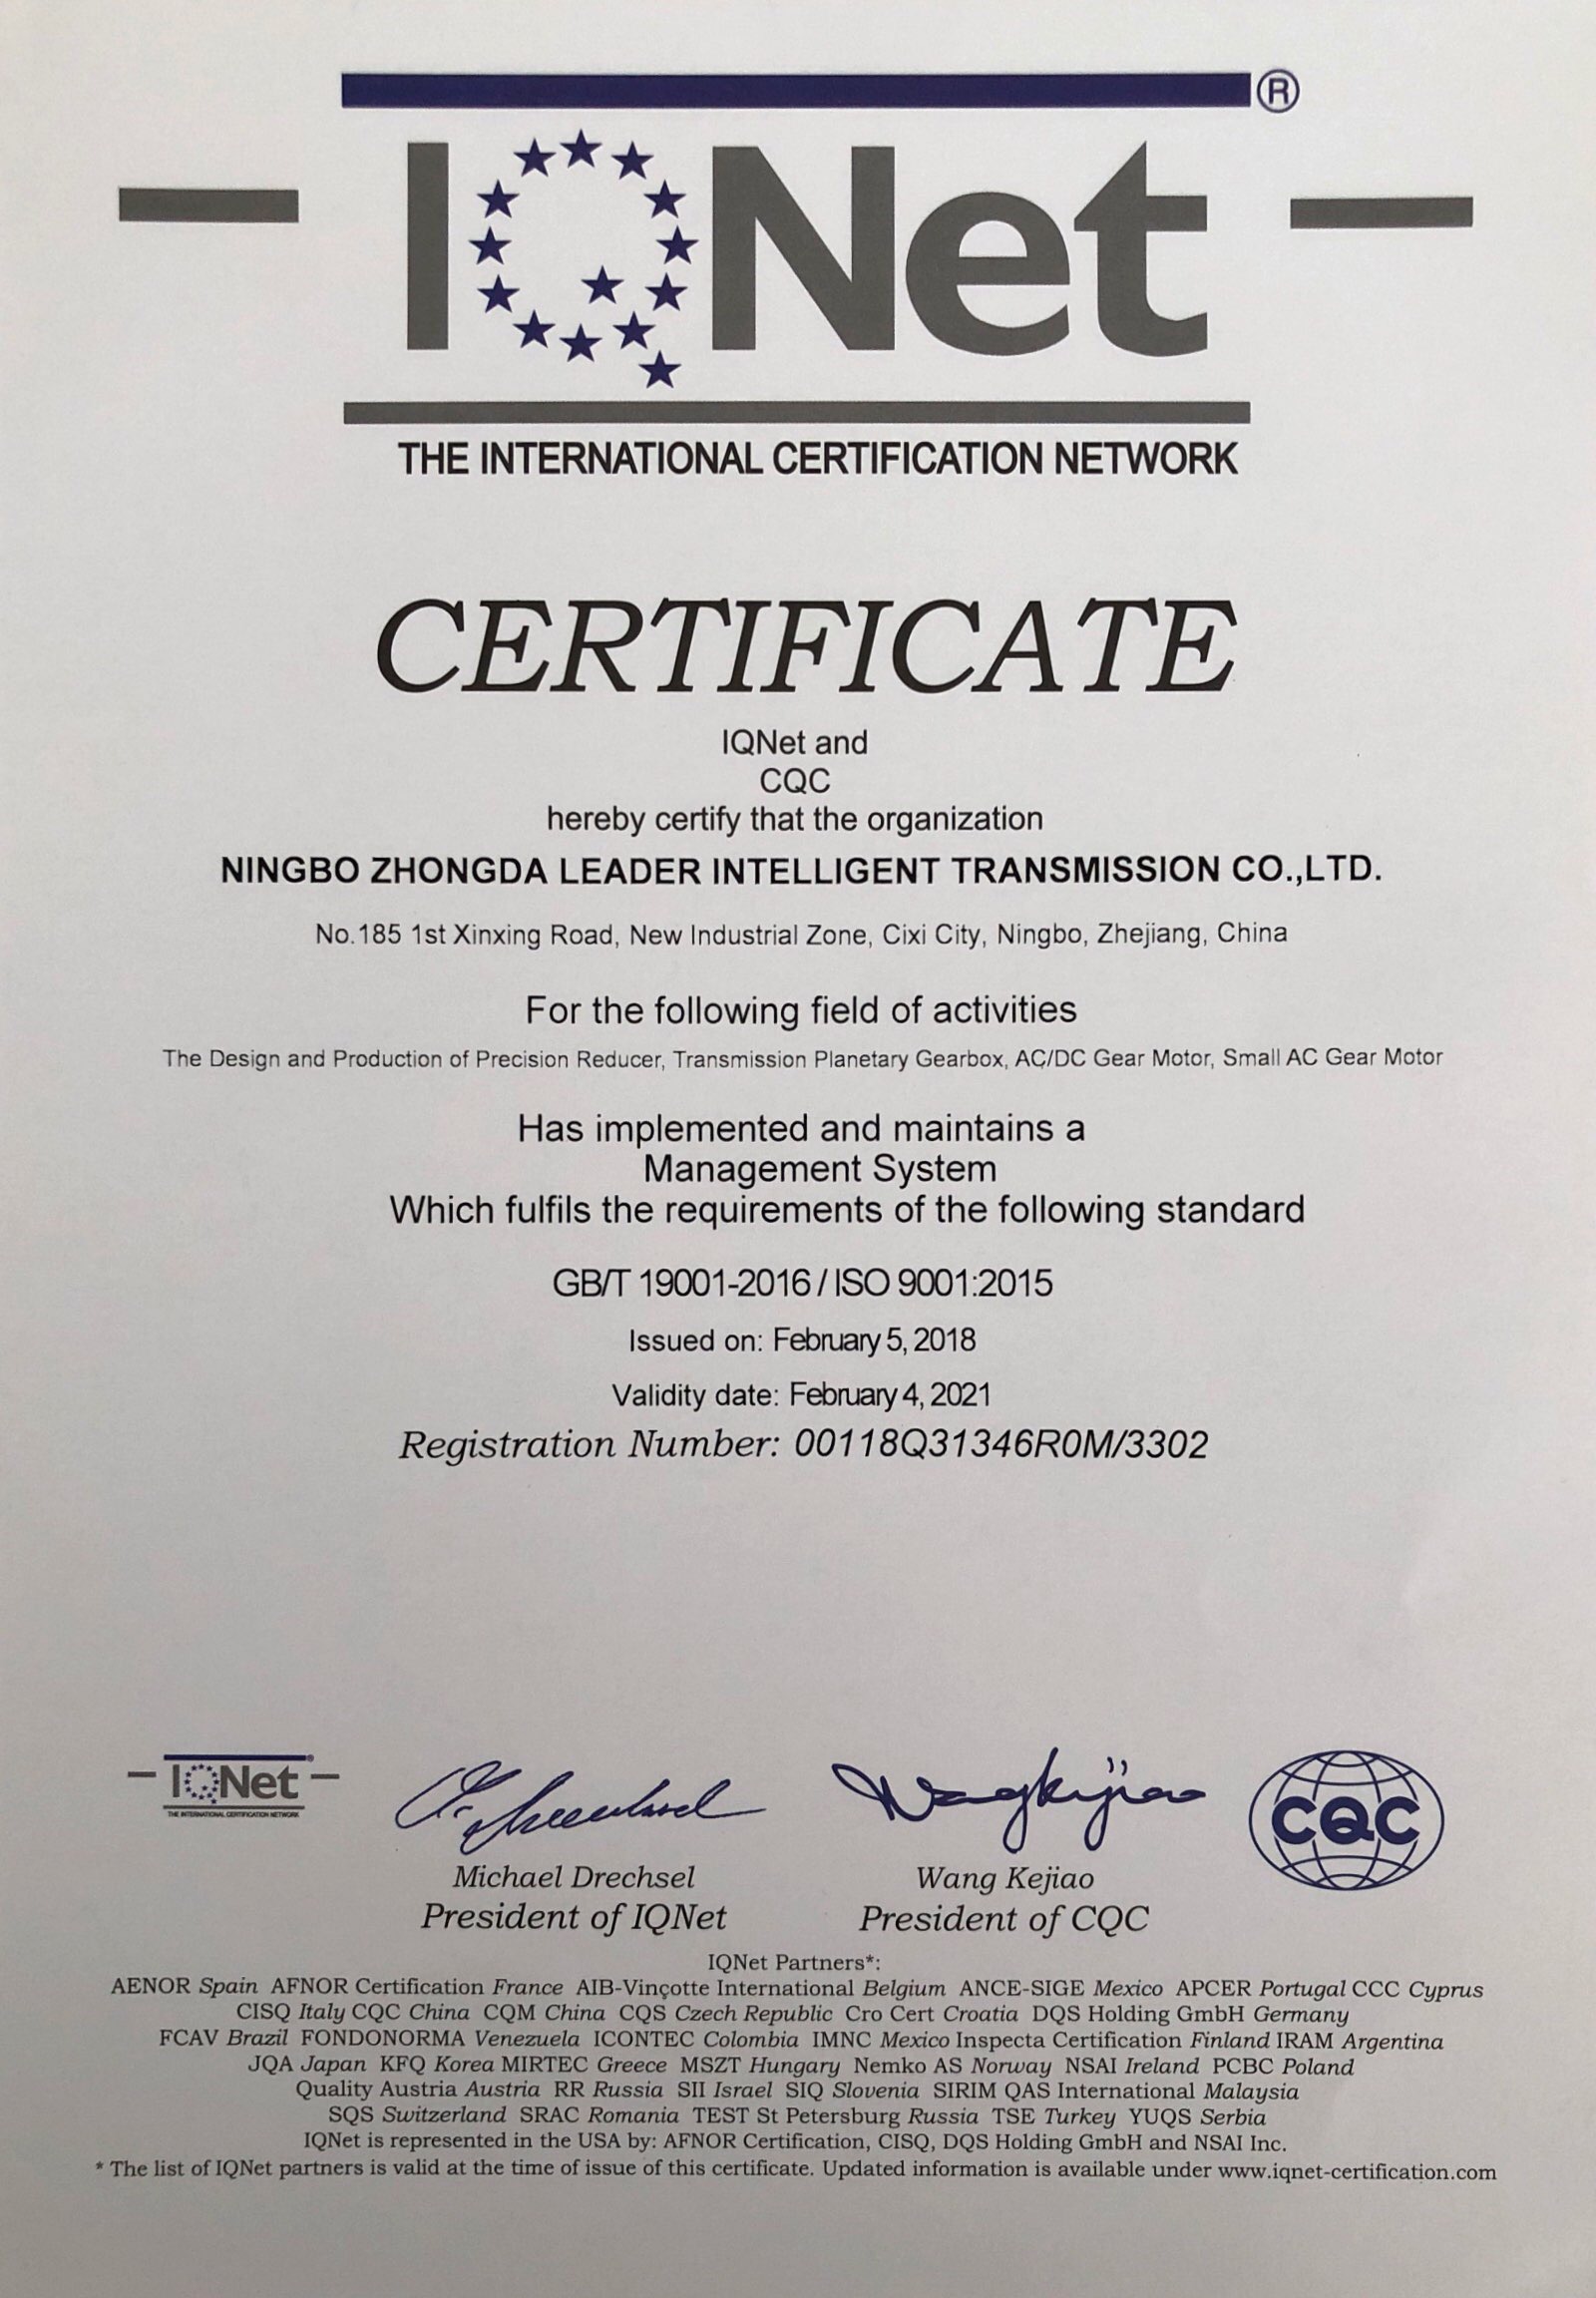 IQNet®
THE INTERNATIONAL CERTIFICATION NETWORK
CERTIFICATE
IQNet and
CQC
hereby certify that the organization
NINGBO ZHONGDA LEADER INTELLIGENT TRANSMISSION CO.,LTD.
No.185 1st Xinxing Road, New Industrial Zone, Cixi City, Ningbo, Zhejiang, China
For the following field of activities
The Design and Production of Precision Reducer, Transmission Planetary Gearbox, AC/DC Gear Motor, Small AC Gear Motor
Has implemented and maintains a
Management System
Which fulfils the requirements of the following standard
GB/T 19001-2016 / ISO 9001:2015
Issued on: February 5, 2018
Validity date: February 4, 2021
Registration Number: 00118Q31346R0M/3302
IQNet®
THE INTERNATIONAL CERTIFICATION NETWORK
Wangkejiao
CQC
Michael Drechsel
President of IQNet
Wang Kejiao
President of CQC
IQNet Partners*:
AENOR Spain AFNOR Certification France AIB-Vinçotte International Belgium ANCE-SIGE Mexico APCER Portugal CCC Cyprus
CISQ Italy CQC China CQM China CQS Czech Republic Cro Cert Croatia DQS Holding GmbH Germany
FCAV Brazil FONDONORMA Venezuela ICONTEC Colombia IMNC Mexico Inspecta Certification Finland IRAM Argentina
JQA Japan KFQ Korea MIRTEC Greece MSZT Hungary Nemko AS Norway NSAI Ireland PCBC Poland
Quality Austria Austria RR Russia SII Israel SIQ Slovenia SIRIM QAS International Malaysia
SQS Switzerland SRAC Romania TEST St Petersburg Russia TSE Turkey YUQS Serbia
IQNet is represented in the USA by: AFNOR Certification, CISQ, DQS Holding GmbH and NSAI Inc.
* The list of IQNet partners is valid at the time of issue of this certificate. Updated information is available under www.iqnet-certification.com